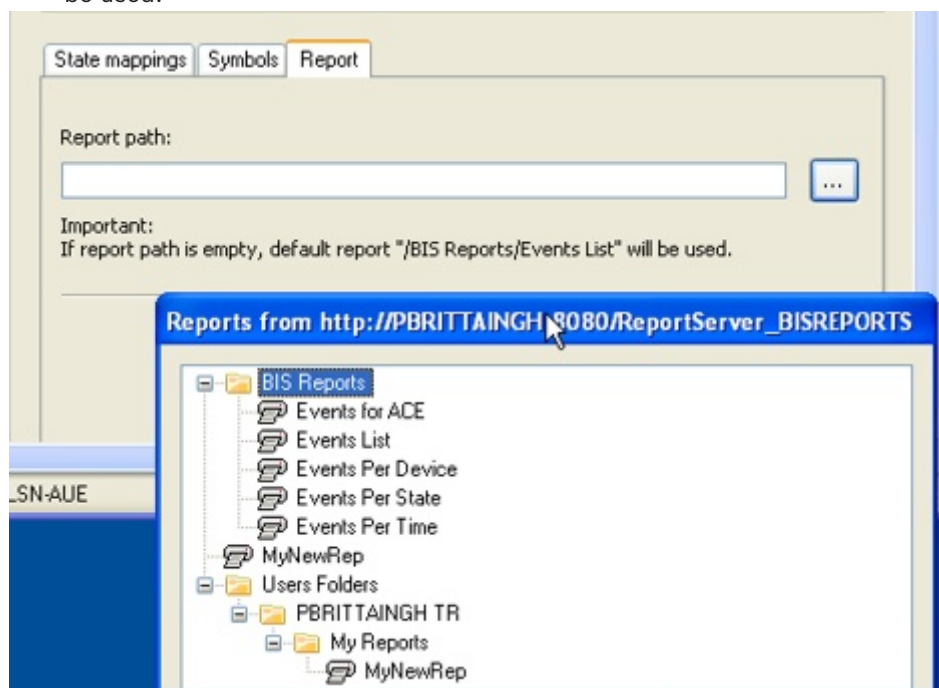 be used.
State mappings Symbols Report
Report path:
...
Important:
If report path is empty, default report "/BIS Reports/Events List" will be used.
Reports from http://PBRITTAINGH 8080/ReportServer_BISREPORTS
BIS Reports
Events for ACE
Events List
Events Per Device
Events Per State
Events Per Time
_SN-AUE
MyNewRep
Users Folders
PBRITTAINGH TR
My Reports
MyNewRep